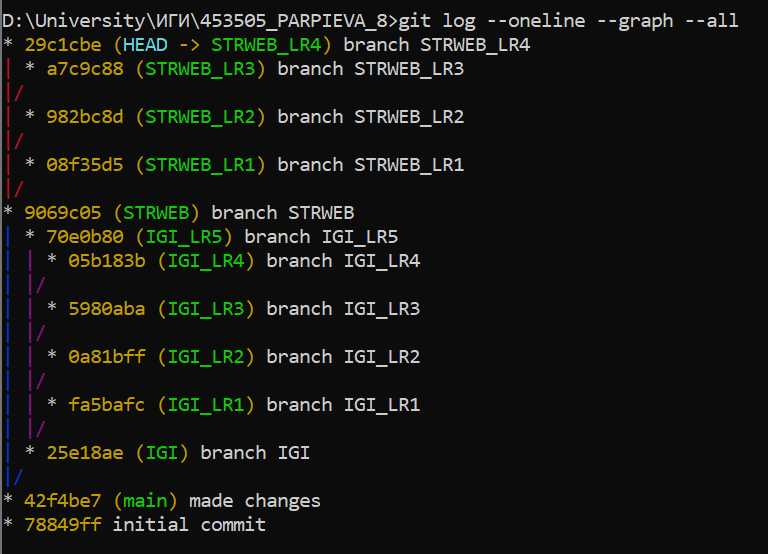 D:\University\ИГИ\453505_PARPIEVA_8>git log --oneline --graph --all
* 29c1cbe (HEAD -> STRWEB_LR4) branch STRWEB_LR4
| * a7c9c88 (STRWEB_LR3) branch STRWEB_LR3
|/
| * 982bc8d (STRWEB_LR2) branch STRWEB_LR2
|/
| * 08f35d5 (STRWEB_LR1) branch STRWEB_LR1
|/
* 9069c05 (STRWEB) branch STRWEB
| * 70e0b80 (IGI_LR5) branch IGI_LR5
| | * 05b183b (IGI_LR4) branch IGI_LR4
| |/
| | * 5980aba (IGI_LR3) branch IGI_LR3
| |/
| | * 0a81bff (IGI_LR2) branch IGI_LR2
| |/
| | * fa5bafc (IGI_LR1) branch IGI_LR1
| |/
| * 25e18ae (IGI) branch IGI
|/
* 42f4be7 (main) made changes
* 78849ff initial commit